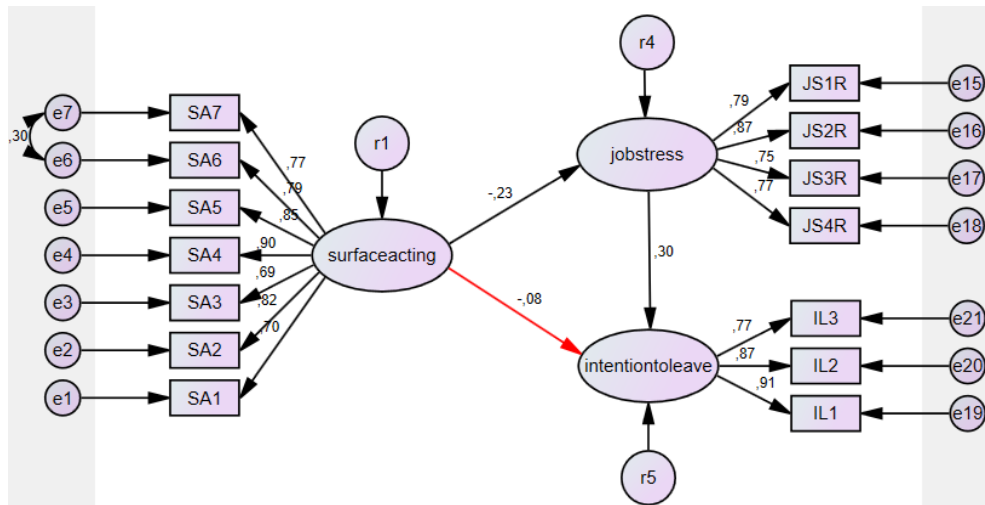 r4
e7
SA7
,79
JS1R
e15
,30
,87
JS2R
e16
r1
jobstress
e6
SA6
,77
,75
JS3R
e17
,79
,77
e5
SA5
,85
-,23
JS4R
e18
e4
SA4
,90
surfaceacting
,30
,69
e3
SA3
,82
-,08
,77
IL3
e21
e2
SA2
,70
,87
intentiontoleave
IL2
e20
,91
e1
SA1
IL1
e19
r5